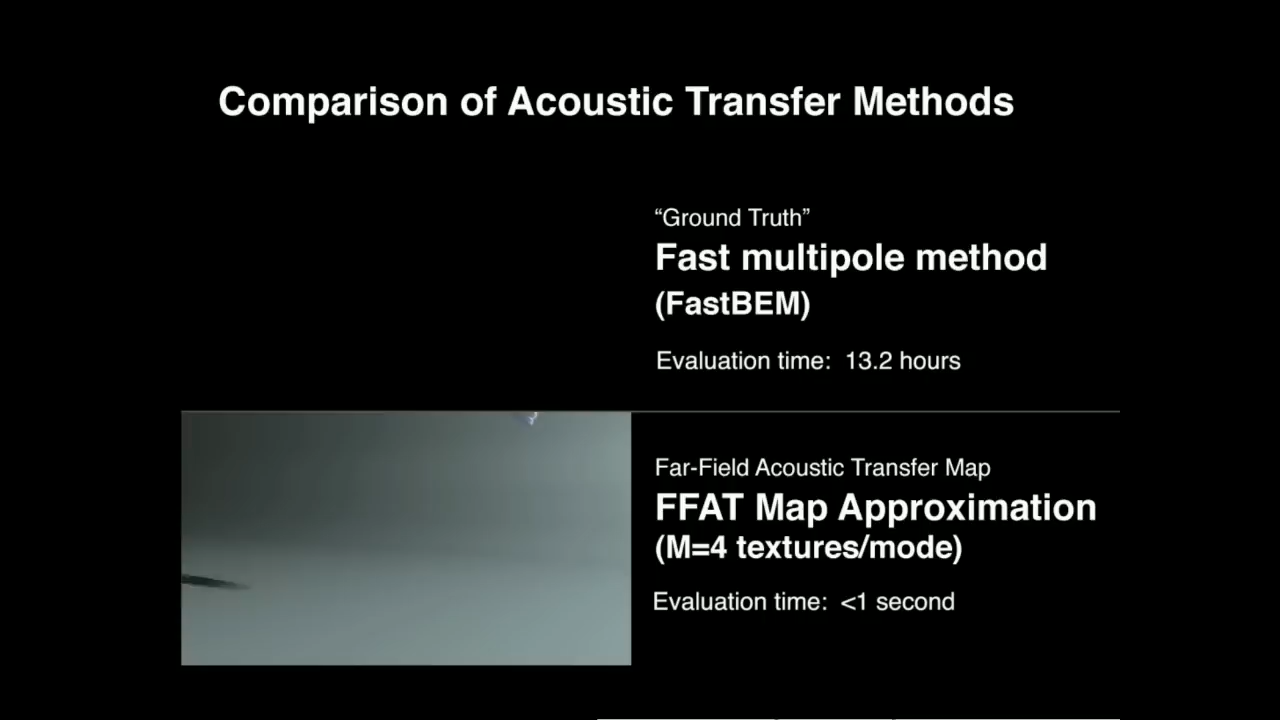 Comparison of Acoustic Transfer Methods
“Ground Truth”
Fast multipole method
(FastBEM)
Evaluation time:  13.2 hours
Far-Field Acoustic Transfer Map
FFAT Map Approximation
(M=4 textures/mode)
Evaluation time:  <1 second